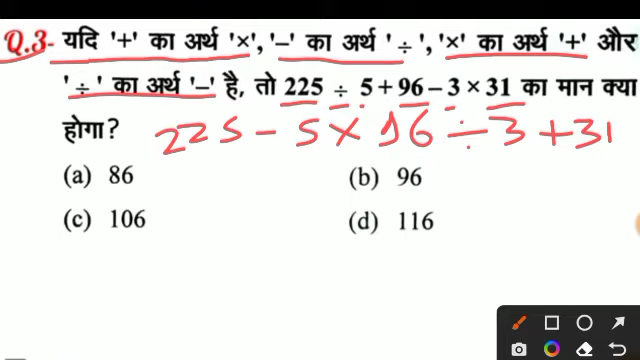 Q.3- यदि '+' का अर्थ '×', '–' का अर्थ '÷', '×' का अर्थ '+' और
'÷' का अर्थ '–' है, तो 225 ÷ 5 + 96 – 3 × 31 का मान क्या
होगा? 225 – 5 × 96 ÷ 3 + 31
(a) 86 (b) 96
(c) 106 (d) 116